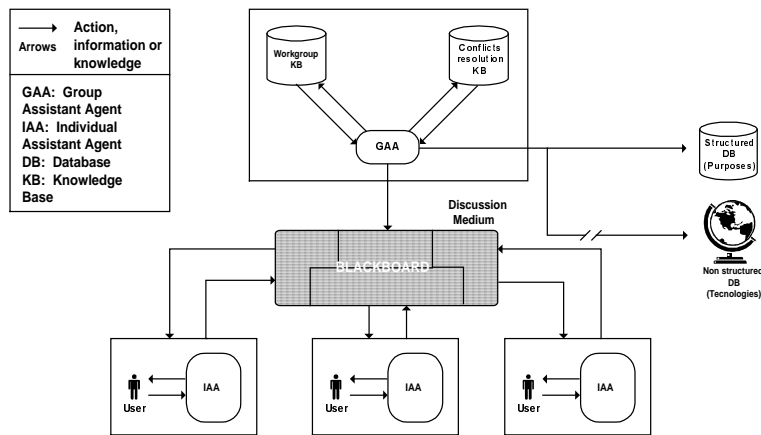 Arrows
Action,
information or
knowledge
GAA: Group
Assistant Agent
IAA: Individual
Assistant Agent
DB: Database
KB: Knowledge
Base
Workgroup
KB
Conflicts
resolution
KB
GAA
Structured
DB
(Purposes)
Discussion
Medium
BLACKBOARD
Non structured
DB
(Tecnologies)
User
IAA
User
IAA
User
IAA